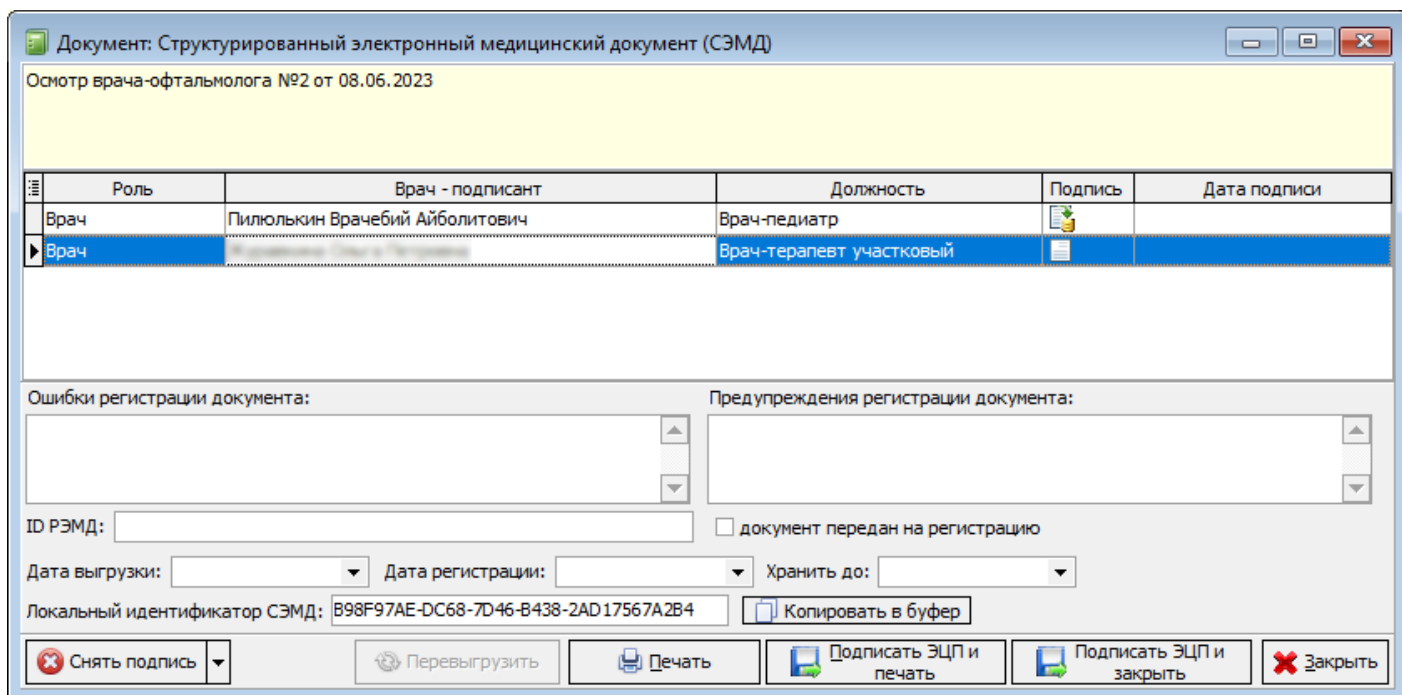 Документ: Структурированный электронный медицинский документ (СЭМД)
Осмотр врача-офтальмолога №2 от 08.06.2023
Роль Врач - подписант Должность Подпись Дата подписи
Врач Пилюлькин Врачебий Айболитович Врач-педиатр
Врач Врач-терапевт участковый
Ошибки регистрации документа: Предупреждения регистрации документа:
ID РЭМД: документ передан на регистрацию
Дата выгрузки: Дата регистрации: Хранить до:
Локальный идентификатор СЭМД: B98F97AE-DC68-7D46-B438-2AD17567A2B4 Копировать в буфер
Снять подпись Перевыгрузить Печать Подписать ЭЦП и печать Подписать ЭЦП и закрыть Закрыть